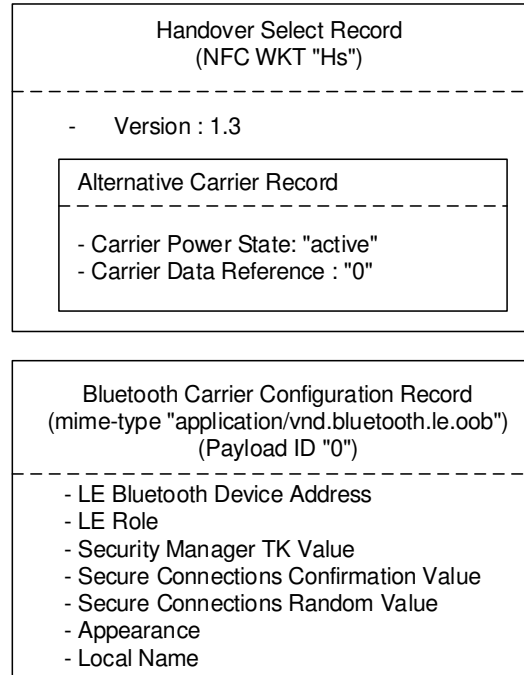 Handover Select Record
(NFC WKT "Hs")
- Version : 1.3
Alternative Carrier Record
- Carrier Power State: "active"
- Carrier Data Reference : "0"
Bluetooth Carrier Configuration Record
(mime-type "application/vnd.bluetooth.le.oob")
(Payload ID "0")
- LE Bluetooth Device Address
- LE Role
- Security Manager TK Value
- Secure Connections Confirmation Value
- Secure Connections Random Value
- Appearance
- Local Name